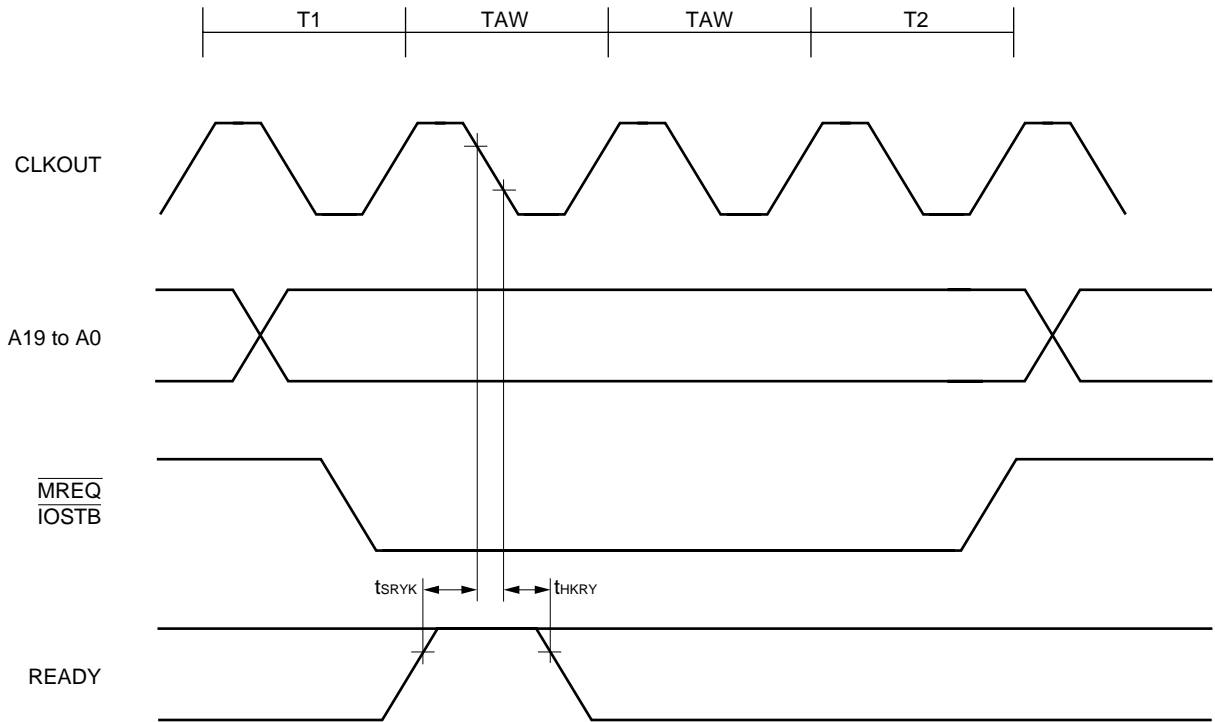 T1 TAW TAW T2
CLKOUT
A19 to A0
MREQ
IOSTB
tSRYK tHKRY
READY